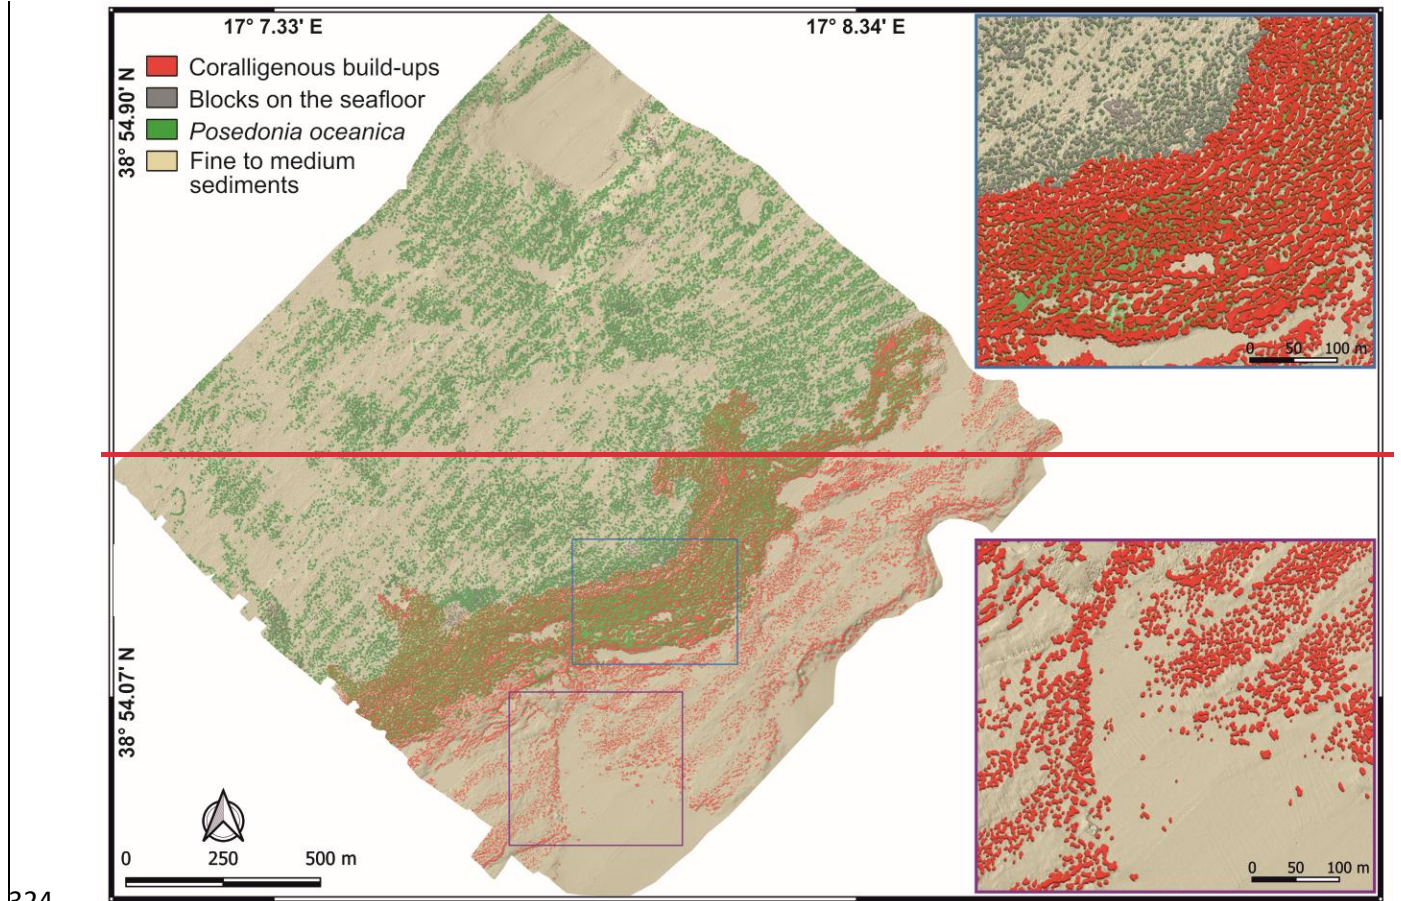 17° 7.33' E
17° 8.34' E
38° 54.90' N
Coralligenous build-ups
Blocks on the seafloor
Posedonia oceanica
Fine to medium
sediments
0 50 100 m
38° 54.07' N
0 250 500 m
0 50 100 m
324